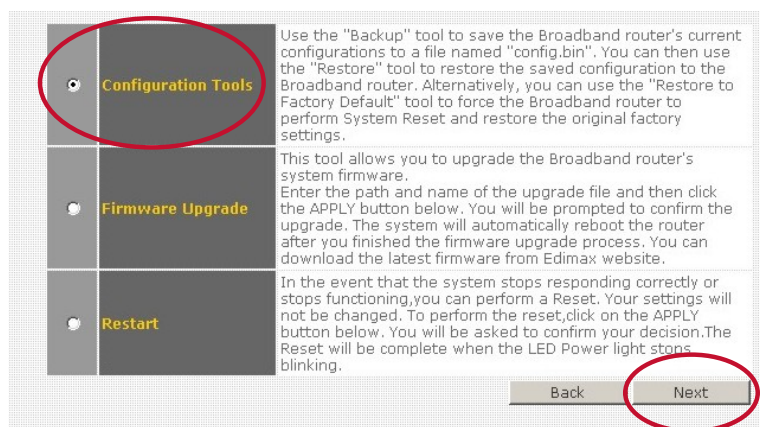 Configuration Tools
Use the "Backup" tool to save the Broadband router's current
configurations to a file named "config.bin". You can then use
the "Restore" tool to restore the saved configuration to the
Broadband router. Alternatively, you can use the "Restore to
Factory Default" tool to force the Broadband router to
perform System Reset and restore the original factory
settings.
Firmware Upgrade
This tool allows you to upgrade the Broadband router's
system firmware.
Enter the path and name of the upgrade file and then click
the APPLY button below. You will be prompted to confirm the
upgrade. The system will automatically reboot the router
after you finished the firmware upgrade process. You can
download the latest firmware from Edimax website.
Restart
In the event that the system stops responding correctly or
stops functioning,you can perform a Reset. Your settings will
not be changed. To perform the reset,click on the APPLY
button below. You will be asked to confirm your decision.The
Reset will be complete when the LED Power light stops
blinking.
Back
Next